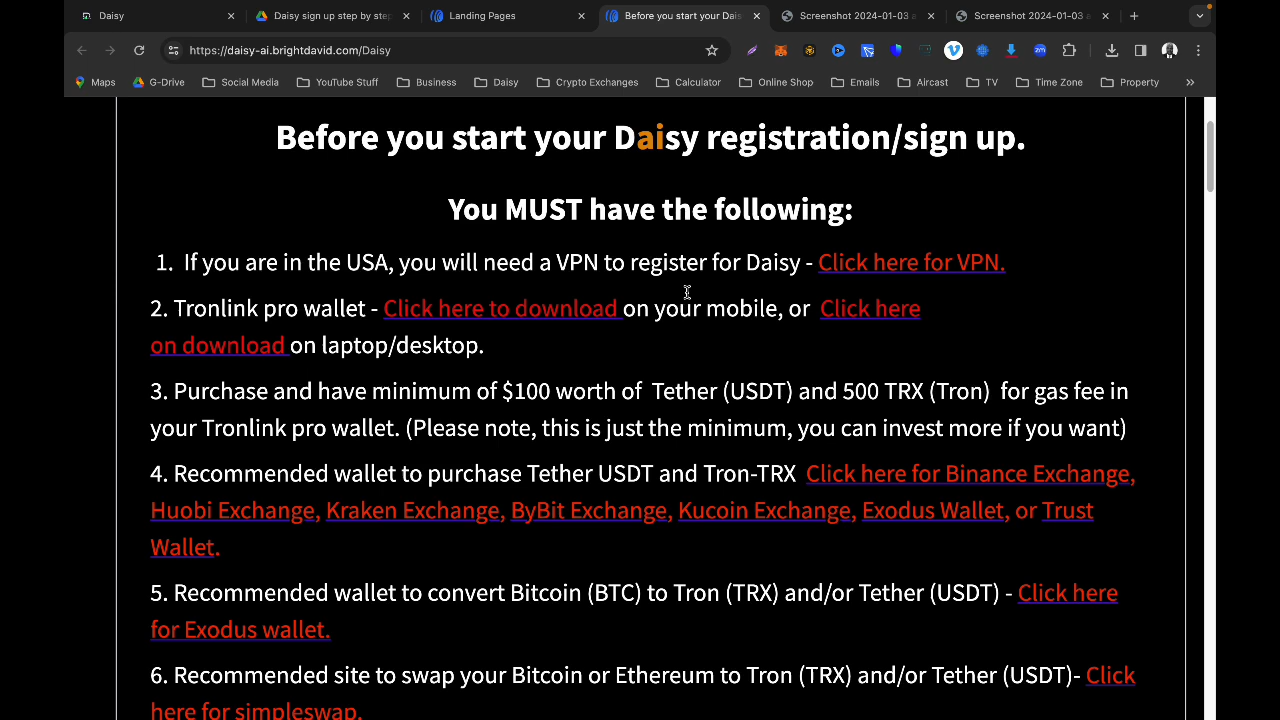 Daisy
Daisy sign up step by ste
Landing Pages
Before you start your Dais
Screenshot 2024-01-03 a
Screenshot 2024-01-03 a
https://daisy-ai.brightdavid.com/Daisy
Maps
G-Drive
Social Media
YouTube Stuff
Business
Daisy
Crypto Exchanges
Calculator
Online Shop
Emails
Aircast
TV
Time Zone
Property
Before you start your Daisy registration/sign up.
You MUST have the following:
1. If you are in the USA, you will need a VPN to register for Daisy - Click here for VPN.
2. Tronlink pro wallet - Click here to download on your mobile, or Click here
on download on laptop/desktop.
3. Purchase and have minimum of $100 worth of Tether (USDT) and 500 TRX (Tron) for gas fee in
your Tronlink pro wallet. (Please note, this is just the minimum, you can invest more if you want)
4. Recommended wallet to purchase Tether USDT and Tron-TRX Click here for Binance Exchange,
Huobi Exchange, Kraken Exchange, ByBit Exchange, Kucoin Exchange, Exodus Wallet, or Trust
Wallet.
5. Recommended wallet to convert Bitcoin (BTC) to Tron (TRX) and/or Tether (USDT) - Click here
for Exodus wallet.
6. Recommended site to swap your Bitcoin or Ethereum to Tron (TRX) and/or Tether (USDT)- Click
here for simpleswap.